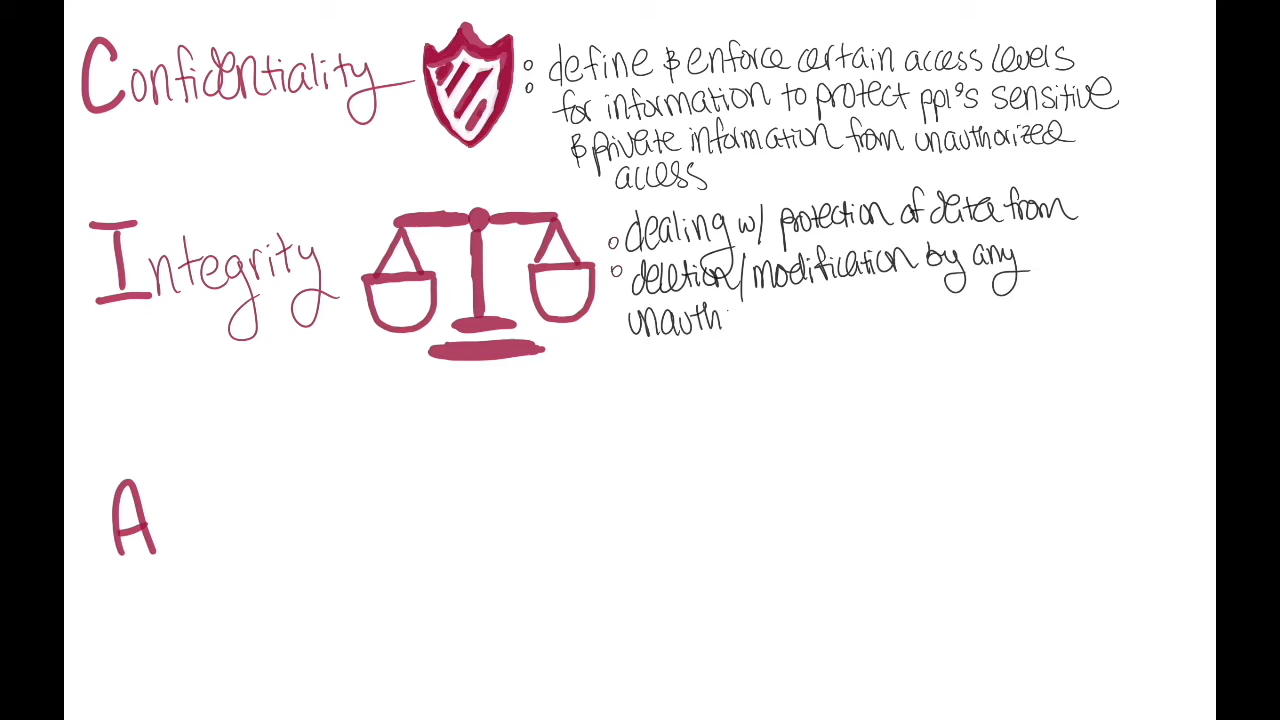 Confidentiality : define & enforce certain access levels
for information to protect ppl's sensitive
& private information from unauthorized
access
Integrity : dealing w/ protection of data from
deletion/modification by any
unauth
A